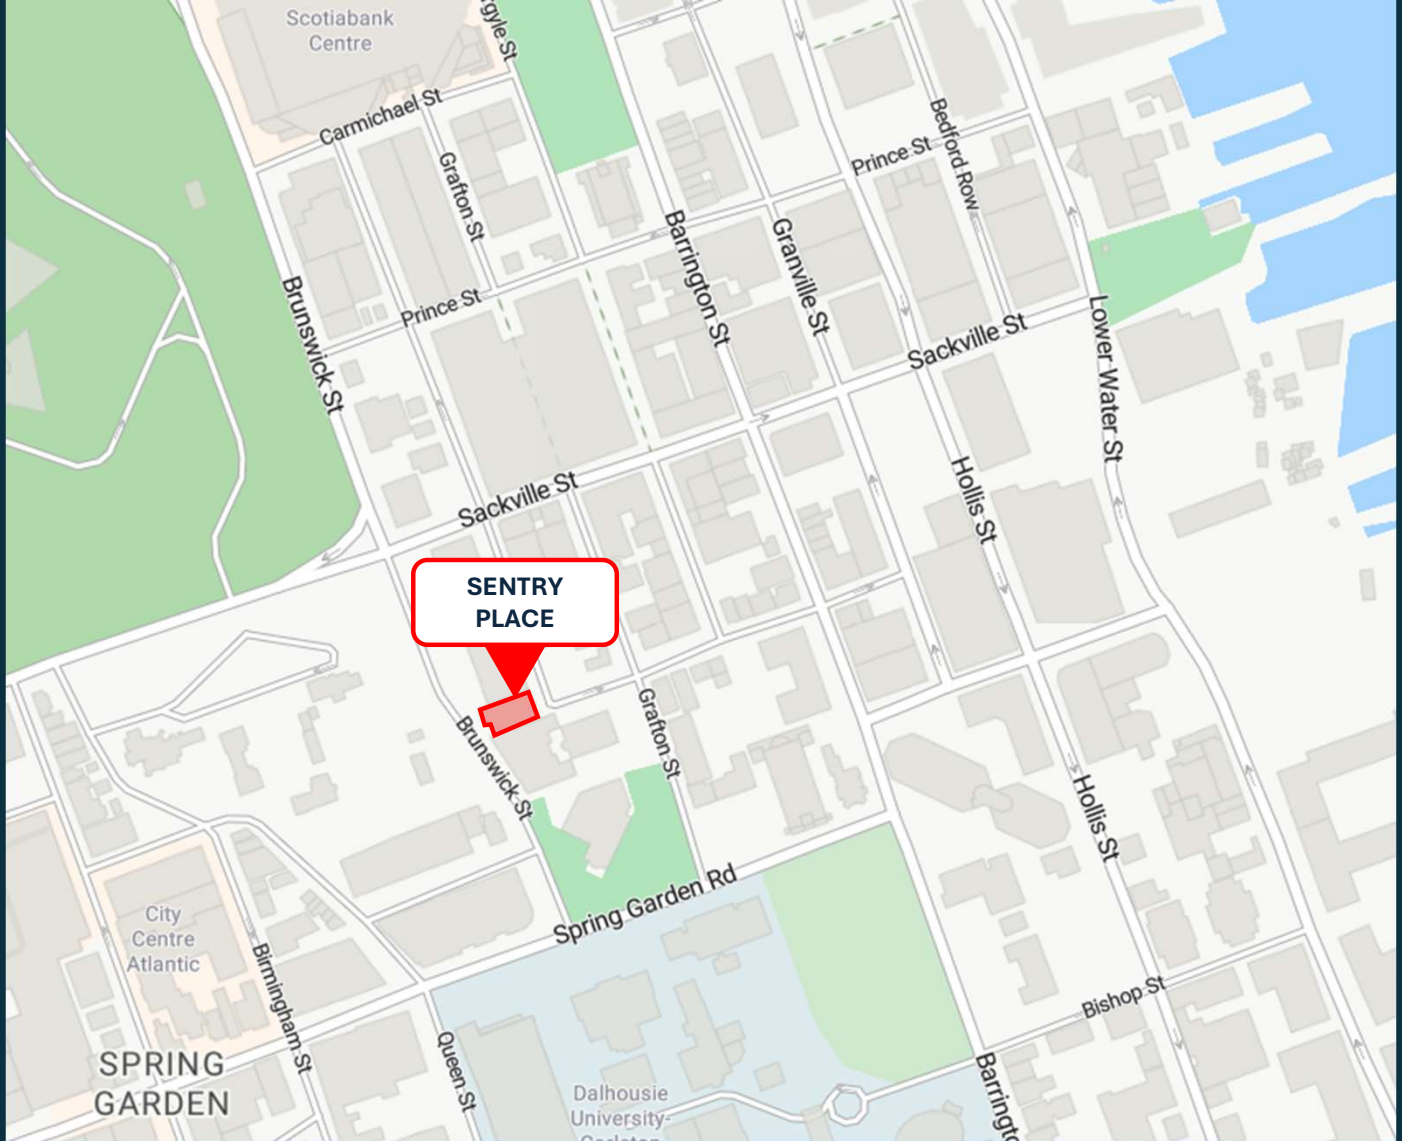 Scotiabank
Centre
rgyle St
Carmichael St
Grafton St
Prince St
Bedford Row
Barrington St
Granville St
Brunswick St
Prince St
Sackville St
Lower Water St
Sackville St
Hollis St
SENTRY
PLACE
Grafton St
Brunswick St
Hollis St
Spring Garden Rd
City
Centre
Atlantic
Birmingham St
Bishop St
Queen St
SPRING
GARDEN
Dalhousie
University-
Barringto